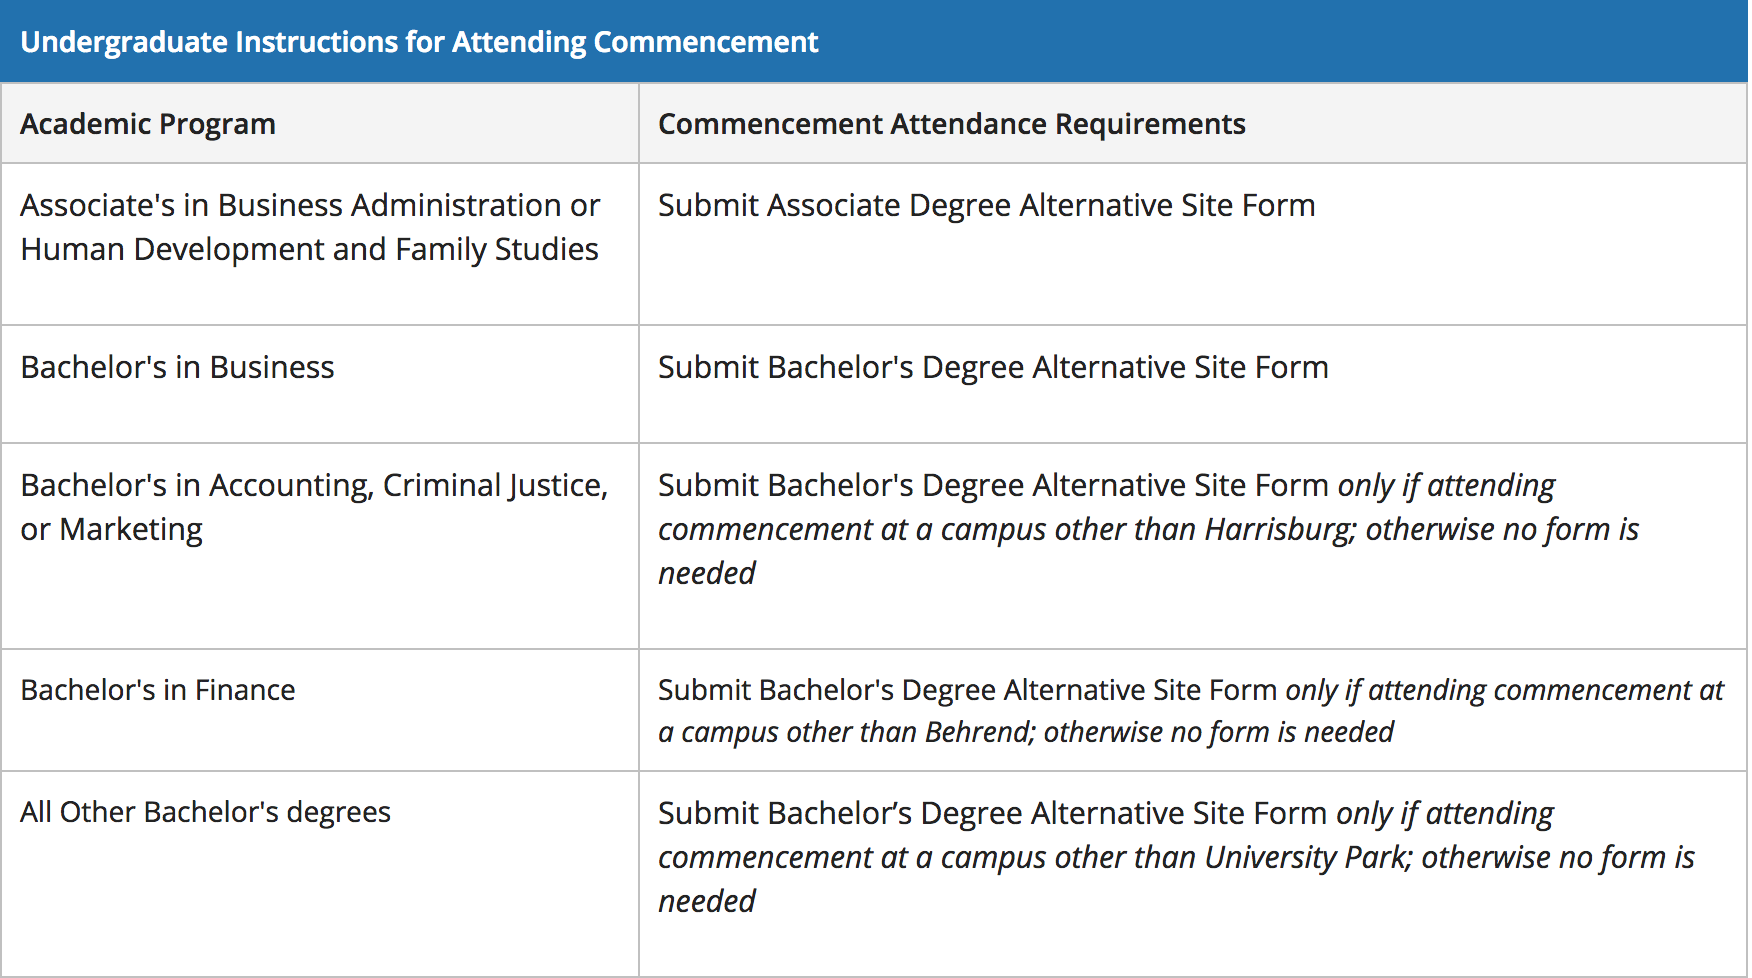 Undergraduate Instructions for Attending Commencement
Academic Program
Commencement Attendance Requirements
Associate's in Business Administration or
Human Development and Family Studies
Submit Associate Degree Alternative Site Form
Bachelor's in Business
Submit Bachelor's Degree Alternative Site Form
Bachelor's in Accounting, Criminal Justice,
or Marketing
Submit Bachelor's Degree Alternative Site Form only if attending
commencement at a campus other than Harrisburg; otherwise no form is
needed
Bachelor's in Finance
Submit Bachelor's Degree Alternative Site Form only if attending commencement at
a campus other than Behrend; otherwise no form is needed
All Other Bachelor's degrees
Submit Bachelor’s Degree Alternative Site Form only if attending
commencement at a campus other than University Park; otherwise no form is
needed